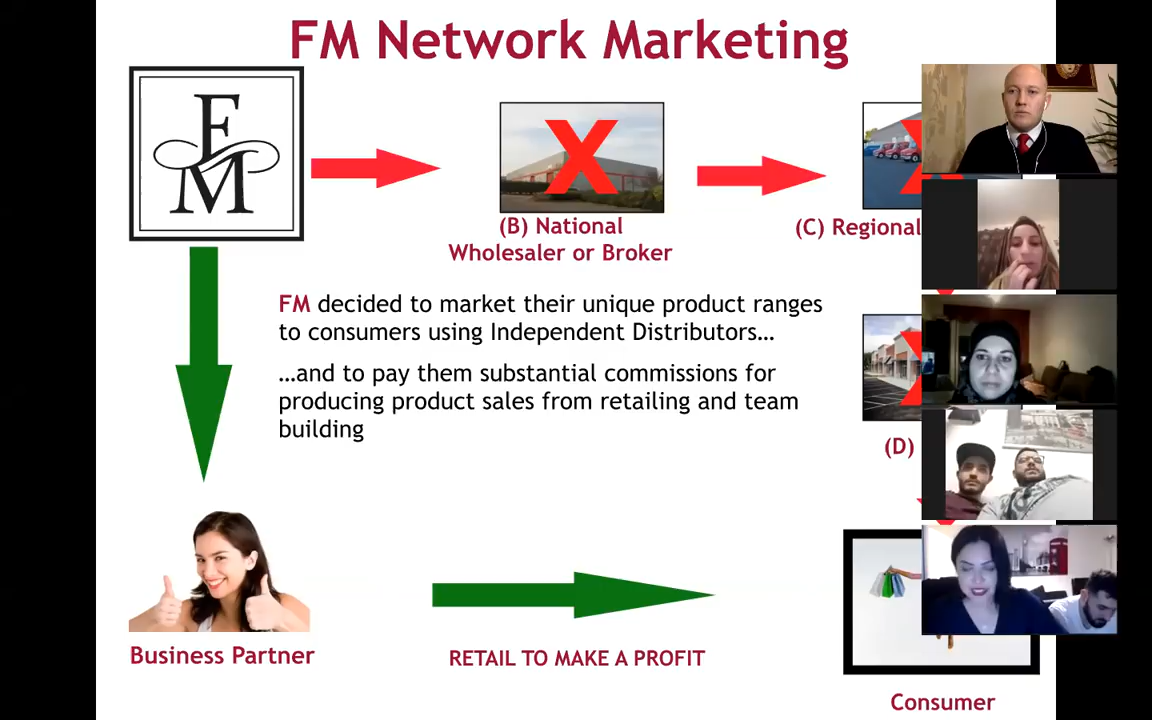 FM Network Marketing
FM
(B) National
Wholesaler or Broker
(C) Regional
FM decided to market their unique product ranges
to consumers using Independent Distributors…
…and to pay them substantial commissions for
producing product sales from retailing and team
building
(D)
Business Partner
RETAIL TO MAKE A PROFIT
Consumer